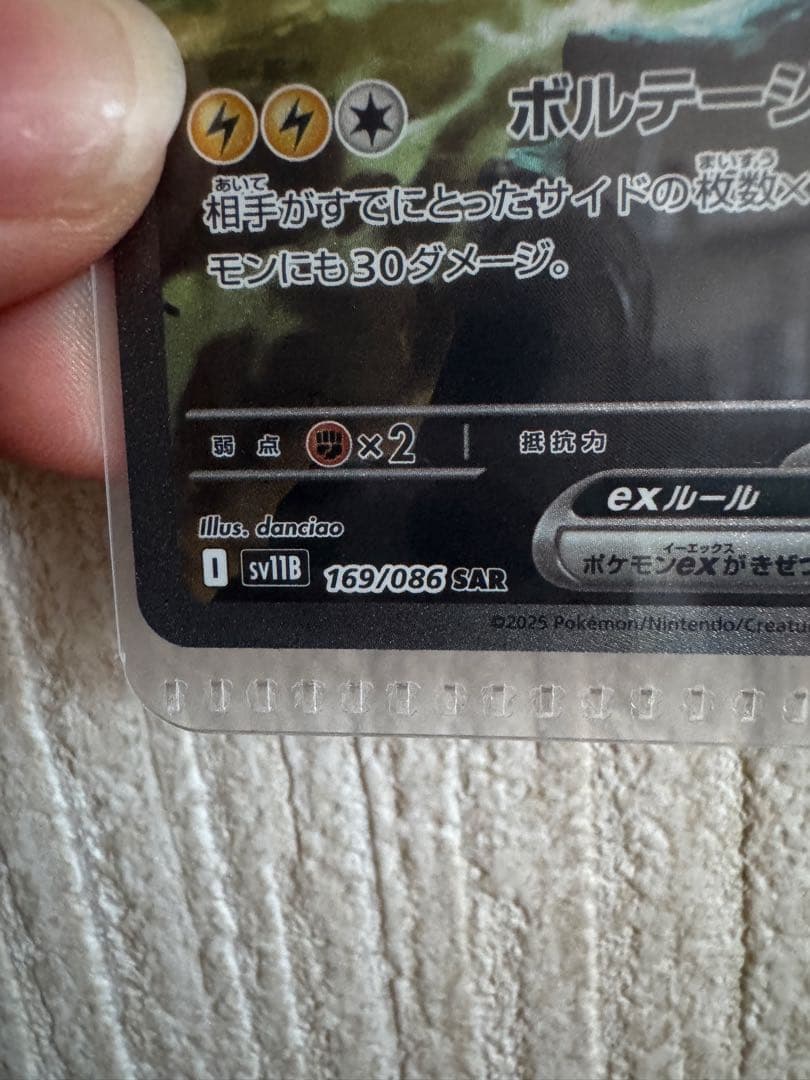 ボルテージ
あいて
まいすう
相手がすでにとったサイドの枚数×
モンにも30ダメージ。
弱点 ×2 抵抗力
exルール
イーエックス
ポケモンexがきぜつ
Illus. danciao
I SV11B 169/086 SAR
©2025 Pokémon/Nintendo/Creatu